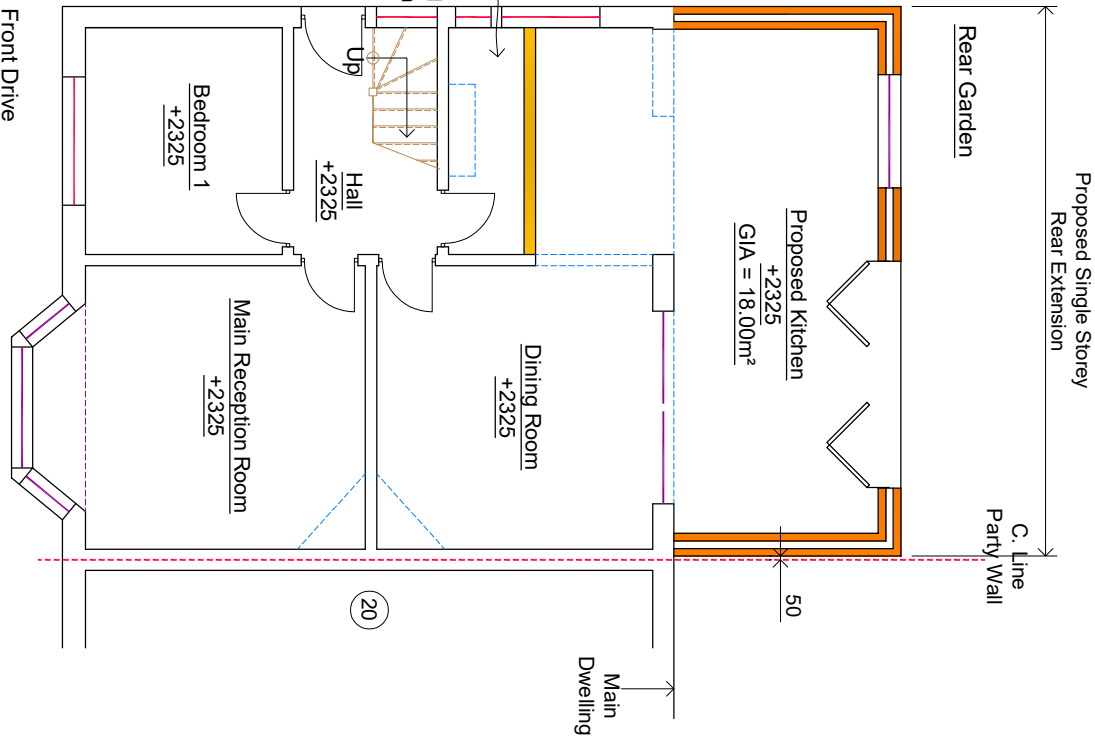 Proposed Single Storey
Rear Extension
Rear Garden
C. Line
Party Wall
Proposed Kitchen
+2325
GIA = 18.00m²
50
Main
Dwelling
Dining Room
+2325
Up
Hall
+2325
20
Main Reception Room
+2325
Bedroom 1
+2325
Front Drive